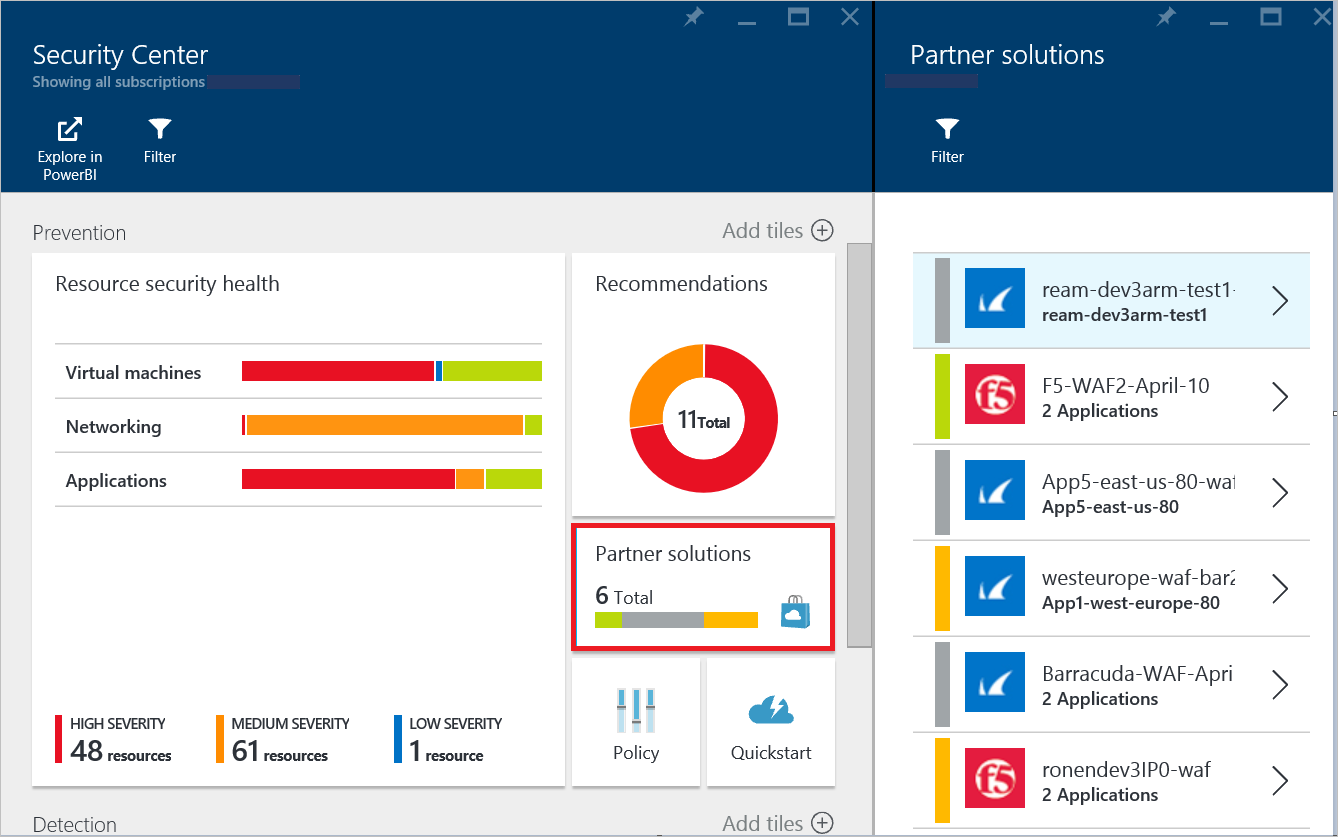 Security Center
Showing all subscriptions
Explore in
PowerBI
Filter
Prevention
Add tiles
Resource security health
Virtual machines
Networking
Applications
HIGH SEVERITY
48 resources
MEDIUM SEVERITY
61 resources
LOW SEVERITY
1 resource
Recommendations
11 Total
Partner solutions
6 Total
Policy
Quickstart
Detection
Add tiles
Partner solutions
Filter
ream-dev3arm-test1-
ream-dev3arm-test1
f5
F5-WAF2-April-10
2 Applications
App5-east-us-80-waf
App5-east-us-80
westeurope-waf-bar2
App1-west-europe-80
Barracuda-WAF-Apri
2 Applications
f5
ronendev3IP0-waf
2 Applications